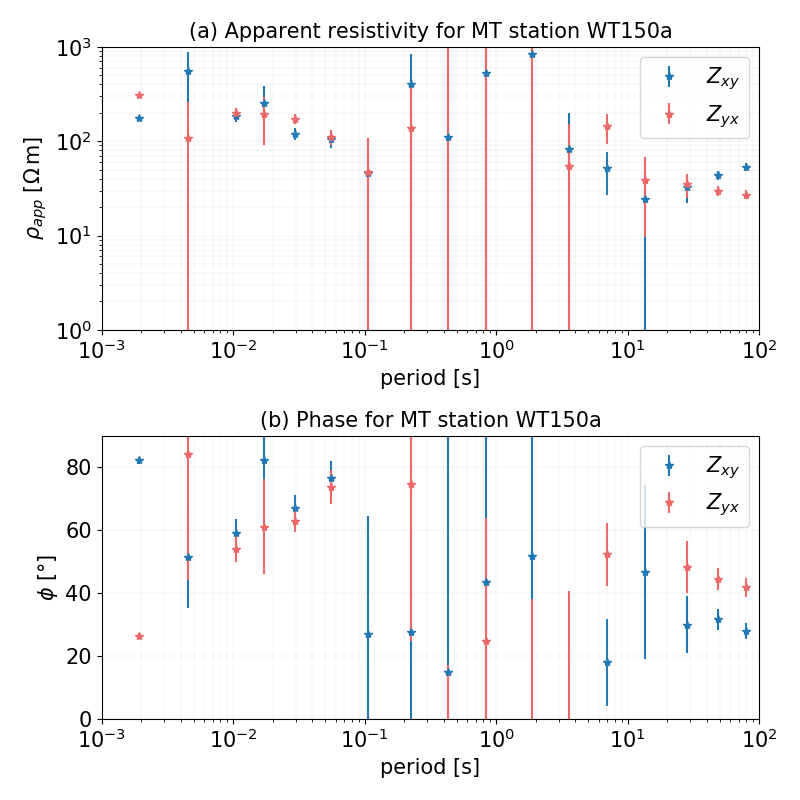 (a) Apparent resistivity for MT station WT150a
10³
10²
10¹
10⁰
ρ_app [Ω m]
Z_xy
Z_yx
10⁻³ 10⁻² 10⁻¹ 10⁰ 10¹ 10²
period [s]
(b) Phase for MT station WT150a
80
60
40
20
0
ϕ [°]
Z_xy
Z_yx
10⁻³ 10⁻² 10⁻¹ 10⁰ 10¹ 10²
period [s]